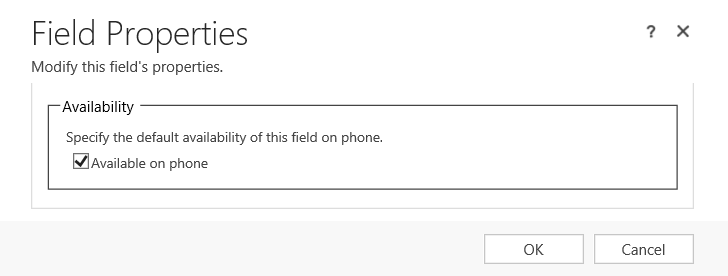 Field Properties
? ×
Modify this field's properties.
Availability
Specify the default availability of this field on phone.
Available on phone
OK Cancel